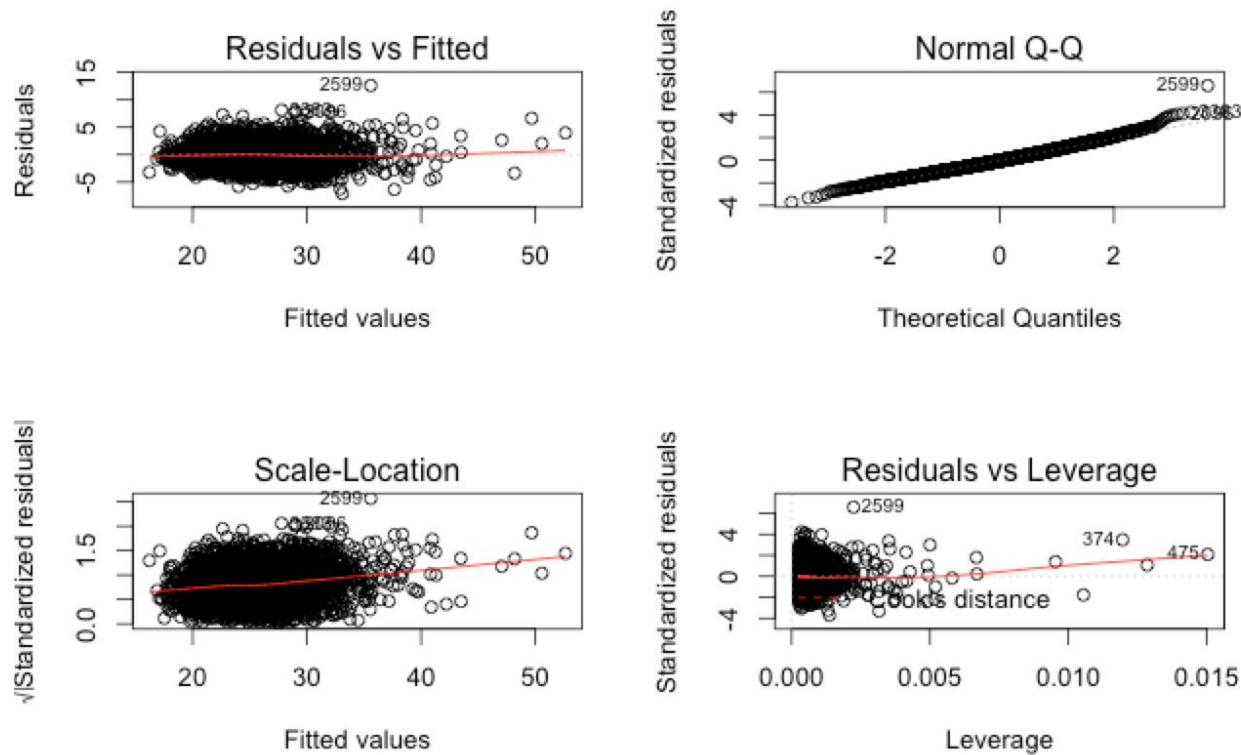 Residuals vs Fitted
Residuals
15
5
-5
2599
20 30 40 50
Fitted values
Normal Q-Q
Standardized residuals
4
0
-4
2599
-2 0 2
Theoretical Quantiles
Scale-Location
√|Standardized residuals|
1.5
0.0
2599
20 30 40 50
Fitted values
Residuals vs Leverage
Standardized residuals
4
0
-4
2599
374
475
Cook's distance
0.000 0.005 0.010 0.015
Leverage